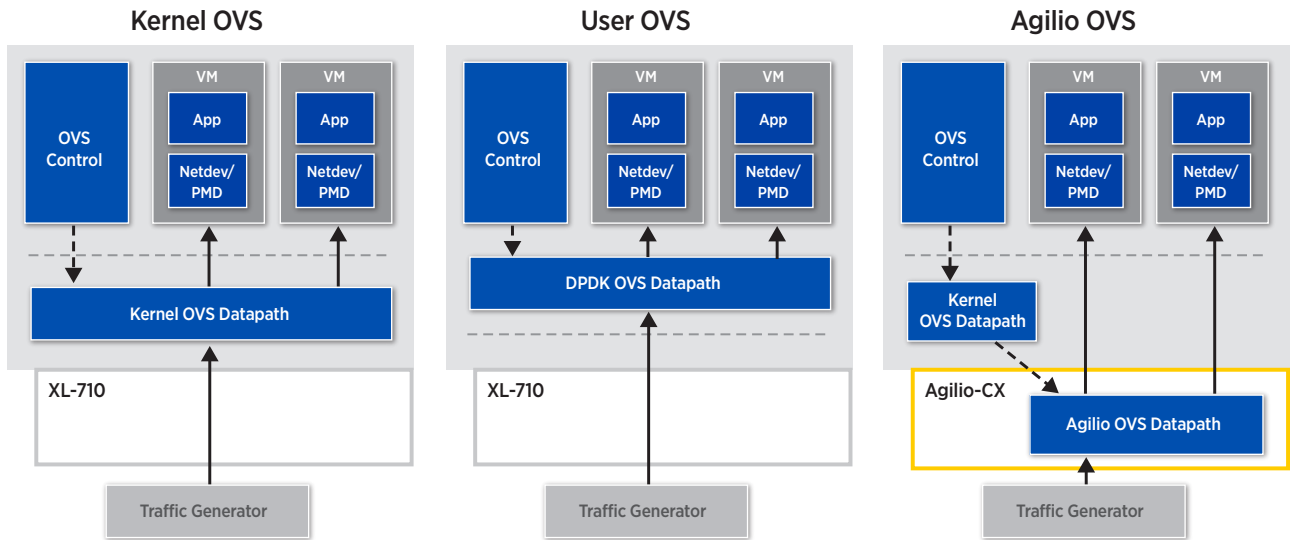 Kernel OVS
OVS
Control
VM
App
Netdev/
PMD
VM
App
Netdev/
PMD
Kernel OVS Datapath
XL-710
Traffic Generator
User OVS
OVS
Control
VM
App
Netdev/
PMD
VM
App
Netdev/
PMD
DPDK OVS Datapath
XL-710
Traffic Generator
Agilio OVS
OVS
Control
VM
App
Netdev/
PMD
VM
App
Netdev/
PMD
Kernel
OVS Datapath
Agilio-CX
Agilio OVS Datapath
Traffic Generator